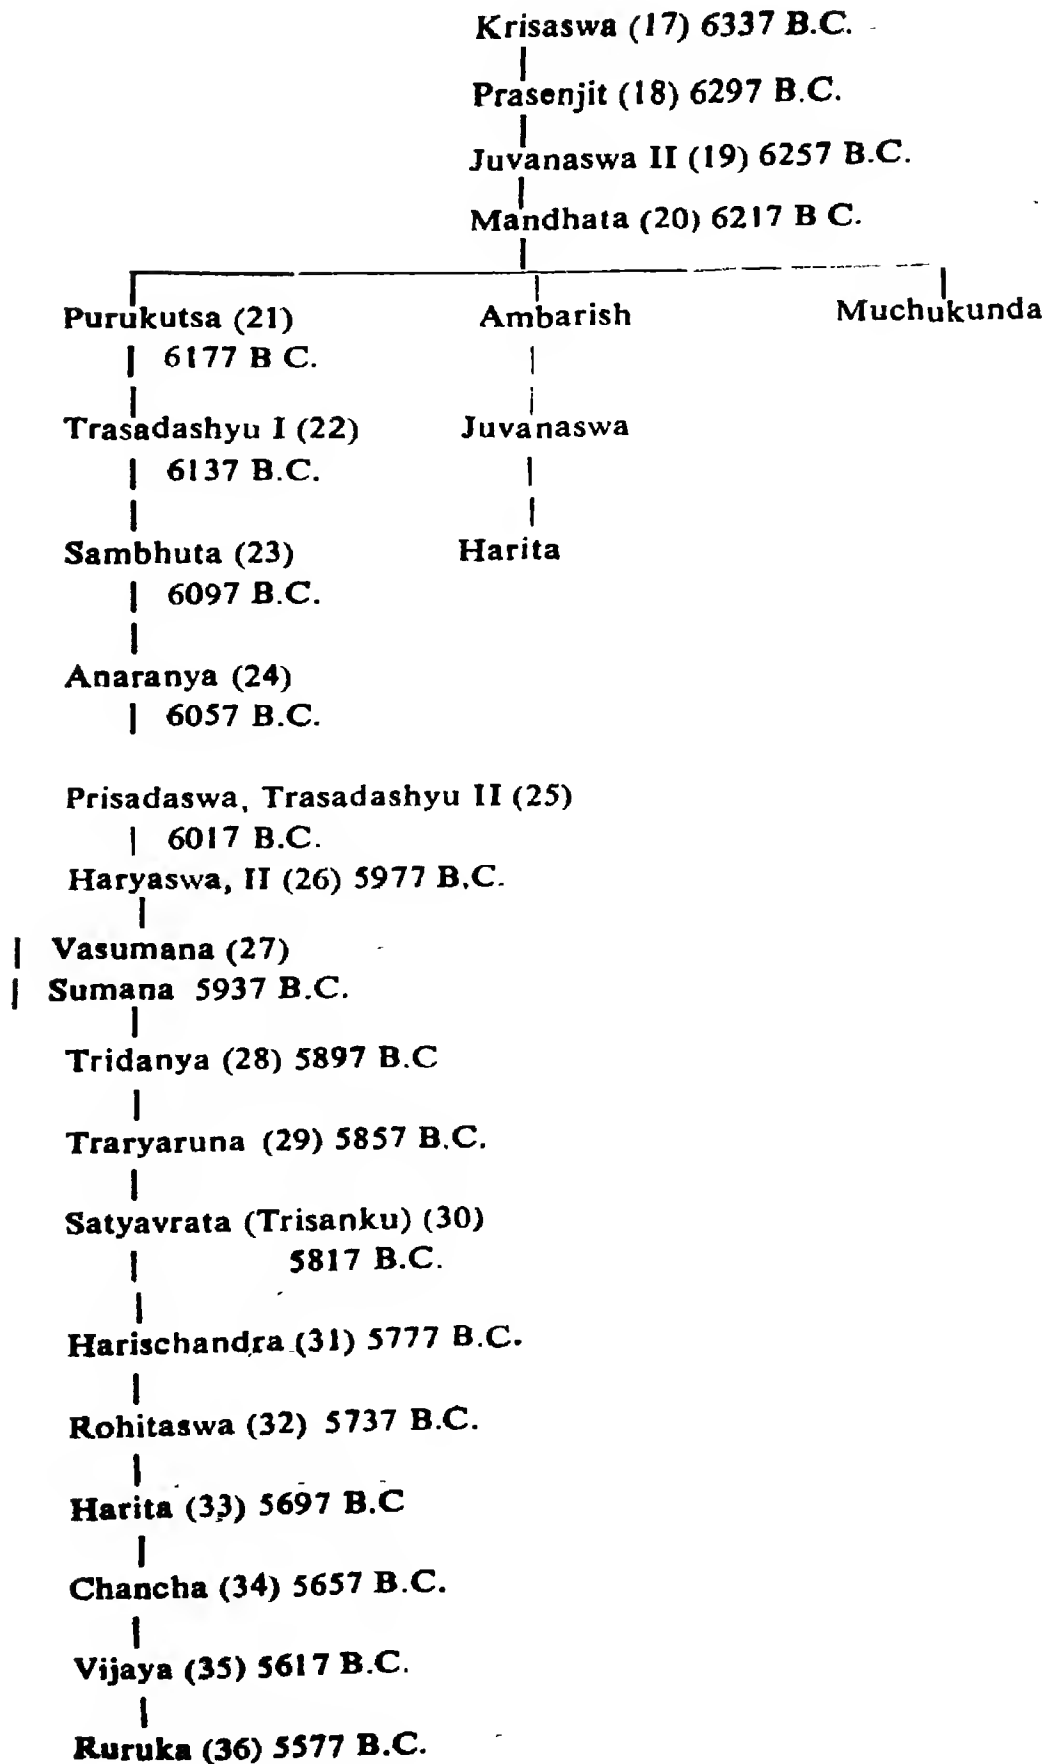 Krisaswa (17) 6337 B.C.
Prasenjit (18) 6297 B.C.
Juvanaswa II (19) 6257 B.C.
Mandhata (20) 6217 B C.
Purukutsa (21) Ambarish Muchukunda
6177 B C.
Trasadashyu I (22) Juvanaswa
6137 B.C.
Sambhuta (23) Harita
6097 B.C.
Anaranya (24)
6057 B.C.
Prisadaswa, Trasadashyu II (25)
6017 B.C.
Haryaswa, II (26) 5977 B.C.
Vasumana (27)
Sumana 5937 B.C.
Tridanya (28) 5897 B.C
Traryaruna (29) 5857 B.C.
Satyavrata (Trisanku) (30)
5817 B.C.
Harischandra (31) 5777 B.C.
Rohitaswa (32) 5737 B.C.
Harita (33) 5697 B.C
Chancha (34) 5657 B.C.
Vijaya (35) 5617 B.C.
Ruruka (36) 5577 B.C.